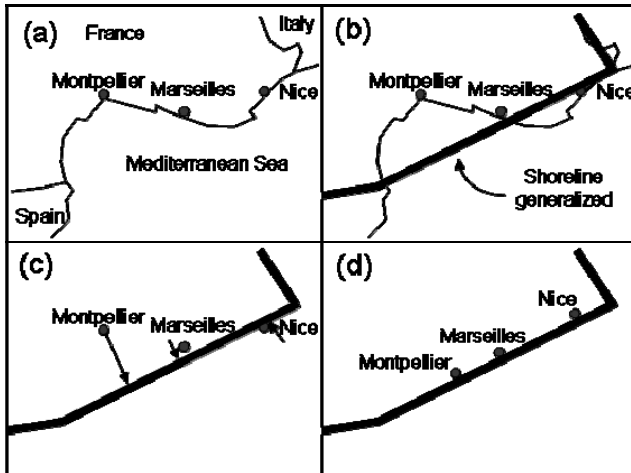 (a)
France
Italy
Montpellier
Marseilles
Nice
Mediterranean Sea
Spain
(b)
Montpellier
Marseilles
Nice
Shoreline
generalized
(c)
Montpellier
Marseilles
Nice
(d)
Nice
Marseilles
Montpellier